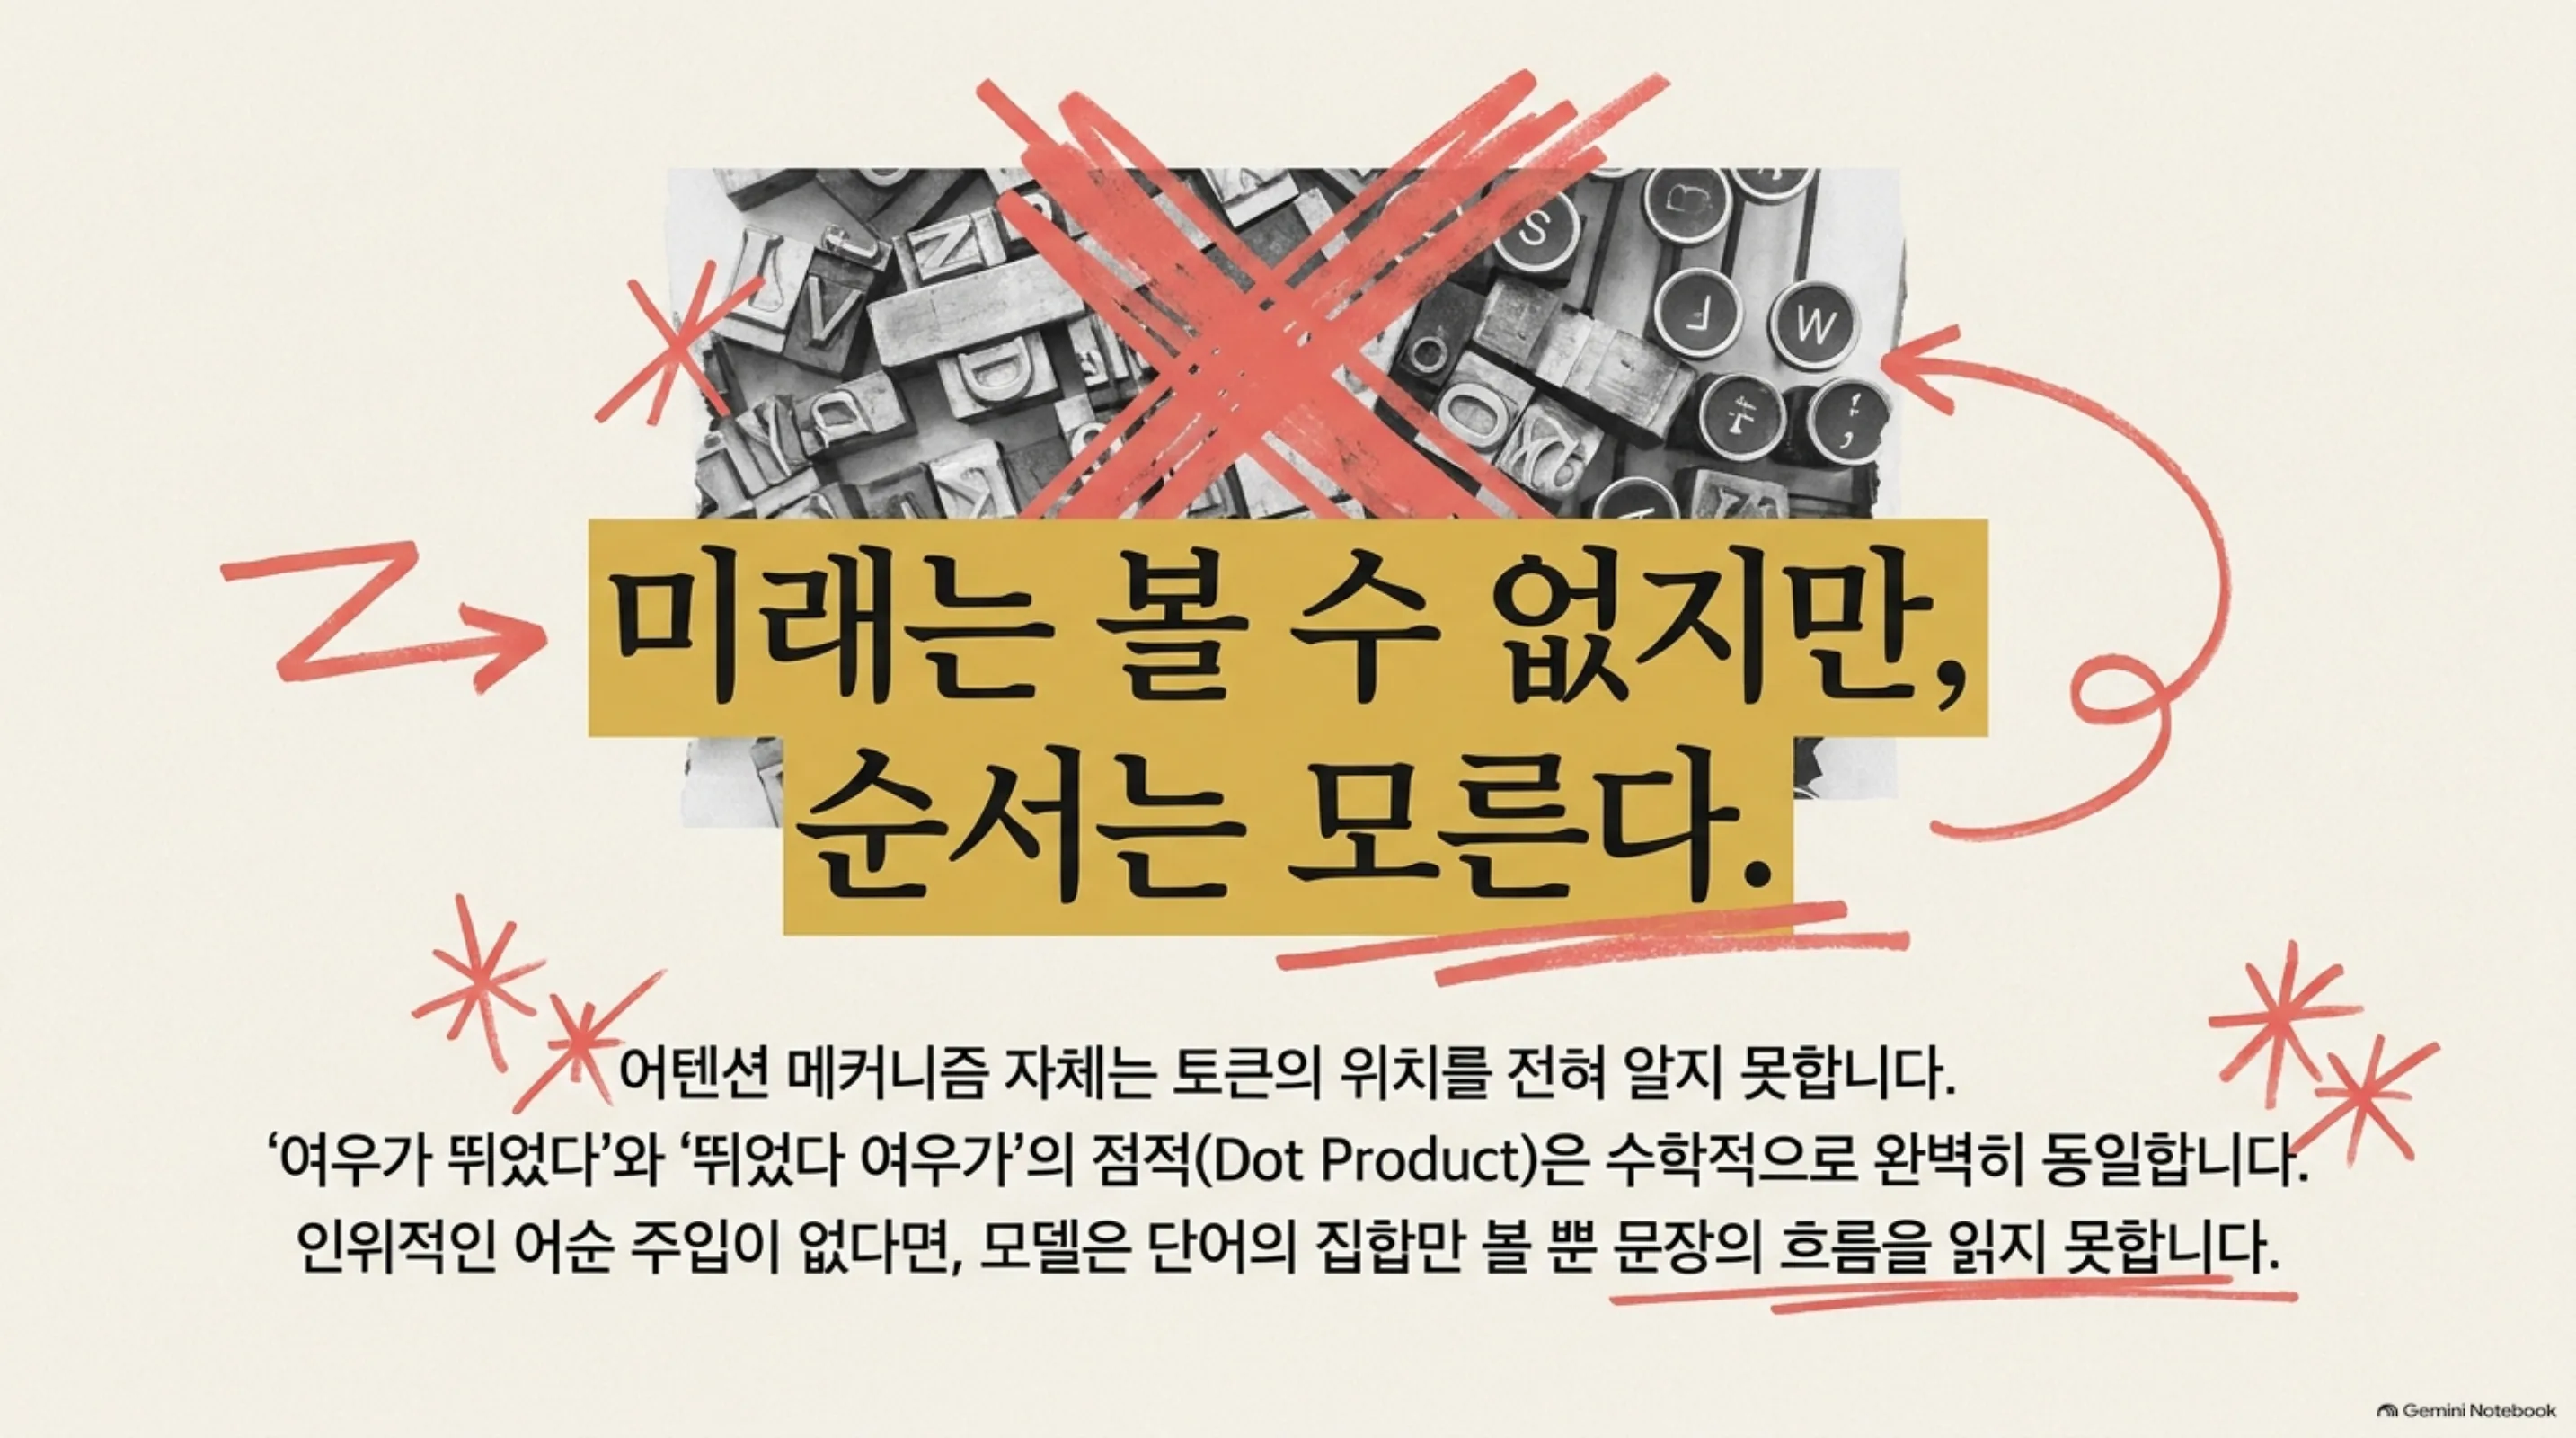 미래는 볼 수 없지만,
순서는 모른다.
어텐션 메커니즘 자체는 토큰의 위치를 전혀 알지 못합니다.
‘여우가 뛰었다’와 ‘뛰었다 여우가’의 점적(Dot Product)은 수학적으로 완벽히 동일합니다.
인위적인 어순 주입이 없다면, 모델은 단어의 집합만 볼 뿐 문장의 흐름을 읽지 못합니다.
Gemini Notebook